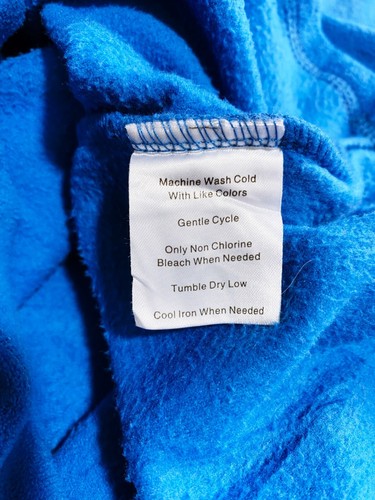 Machine Wash Cold
With Like Colors
Gentle Cycle
Only Non Chlorine
Bleach When Needed
Tumble Dry Low
Cool Iron When Needed